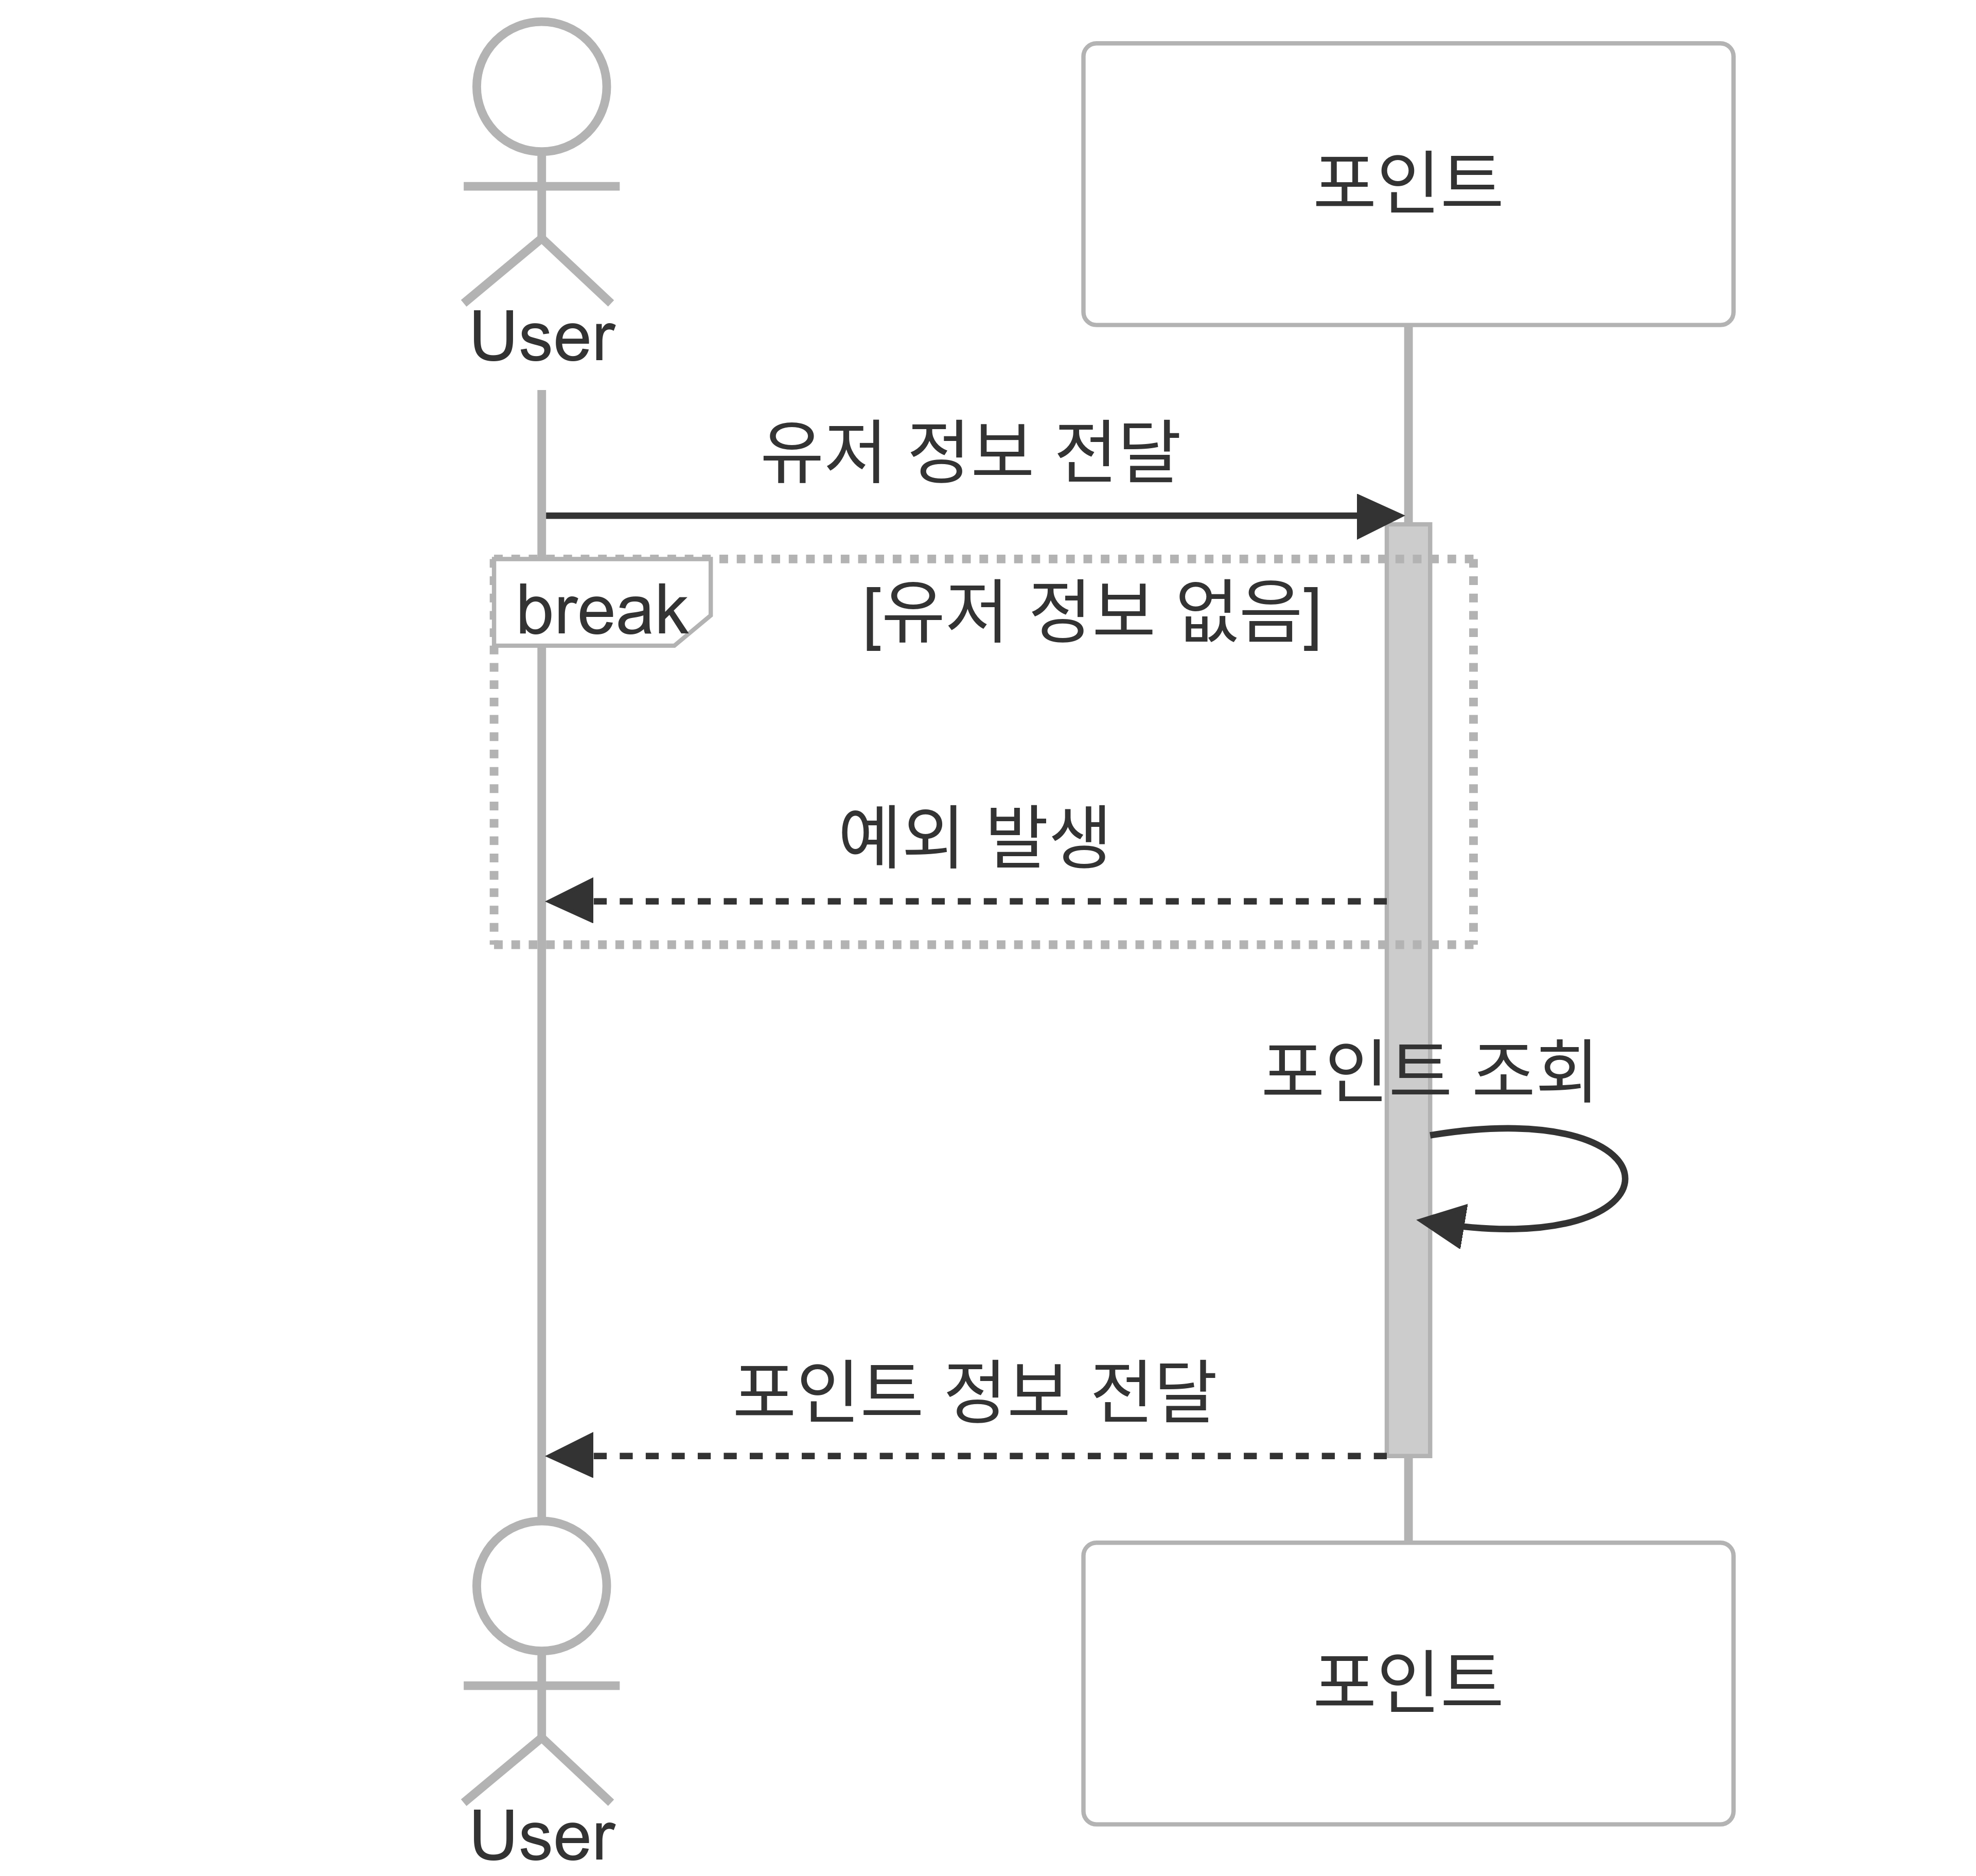 User
포인트
유저 정보 전달
break
[유저 정보 없음]
예외 발생
포인트 조회
포인트 정보 전달
User
포인트